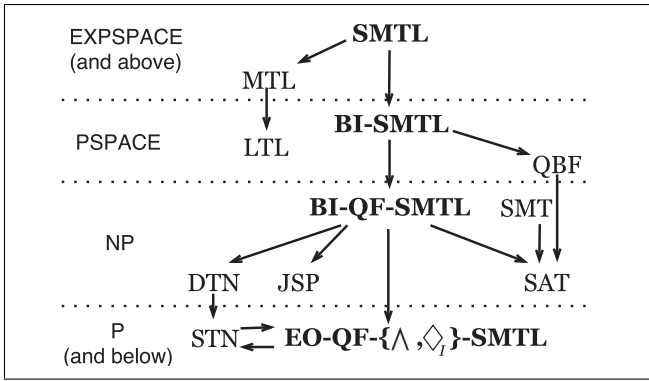 EXPSPACE SMTL
(and above)
MTL
BI-SMTL
PSPACE LTL
QBF
BI-QF-SMTL SMT
NP
DTN JSP SAT
P STN EO-QF-{∧,◇I}-SMTL
(and below)